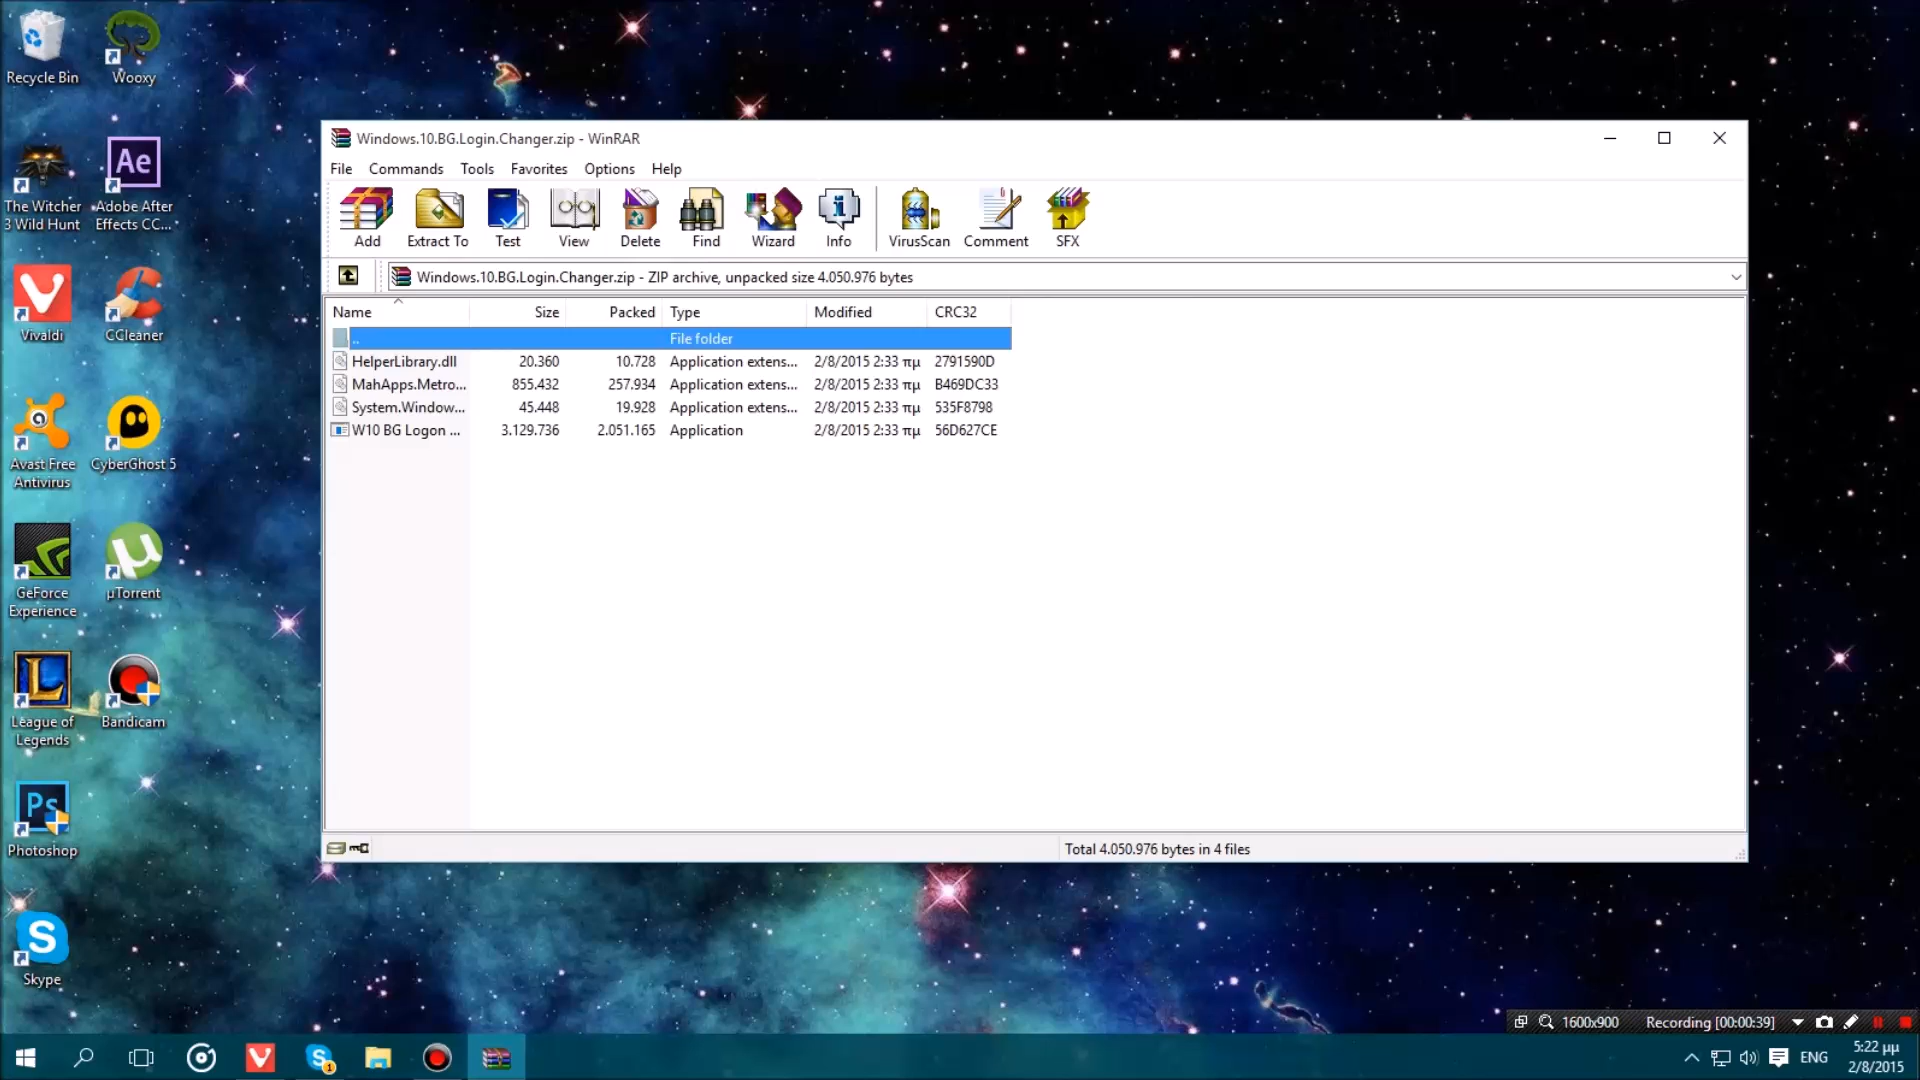 Recycle Bin
Wooxy
The Witcher
3 Wild Hunt
Ae
Adobe After
Effects CC...
Vivaldi
CCleaner
Avast Free
Antivirus
CyberGhost 5
GeForce
Experience
µTorrent
League of
Legends
Bandicam
Ps
Photoshop
S
Skype
Windows.10.BG.Login.Changer.zip - WinRAR
File Commands Tools Favorites Options Help
Add Extract To Test View Delete Find Wizard Info VirusScan Comment SFX
Windows.10.BG.Login.Changer.zip - ZIP archive, unpacked size 4.050.976 bytes
Name Size Packed Type Modified CRC32
.. File folder
HelperLibrary.dll 20.360 10.728 Application extens... 2/8/2015 2:33 πμ 2791590D
MahApps.Metro... 855.432 257.934 Application extens... 2/8/2015 2:33 πμ B469DC33
System.Window... 45.448 19.928 Application extens... 2/8/2015 2:33 πμ 535F8798
W10 BG Logon ... 3.129.736 2.051.165 Application 2/8/2015 2:33 πμ 56D627CE
Total 4.050.976 bytes in 4 files
1600x900 Recording [00:00:39]
1
ENG
5:22 μμ
2/8/2015